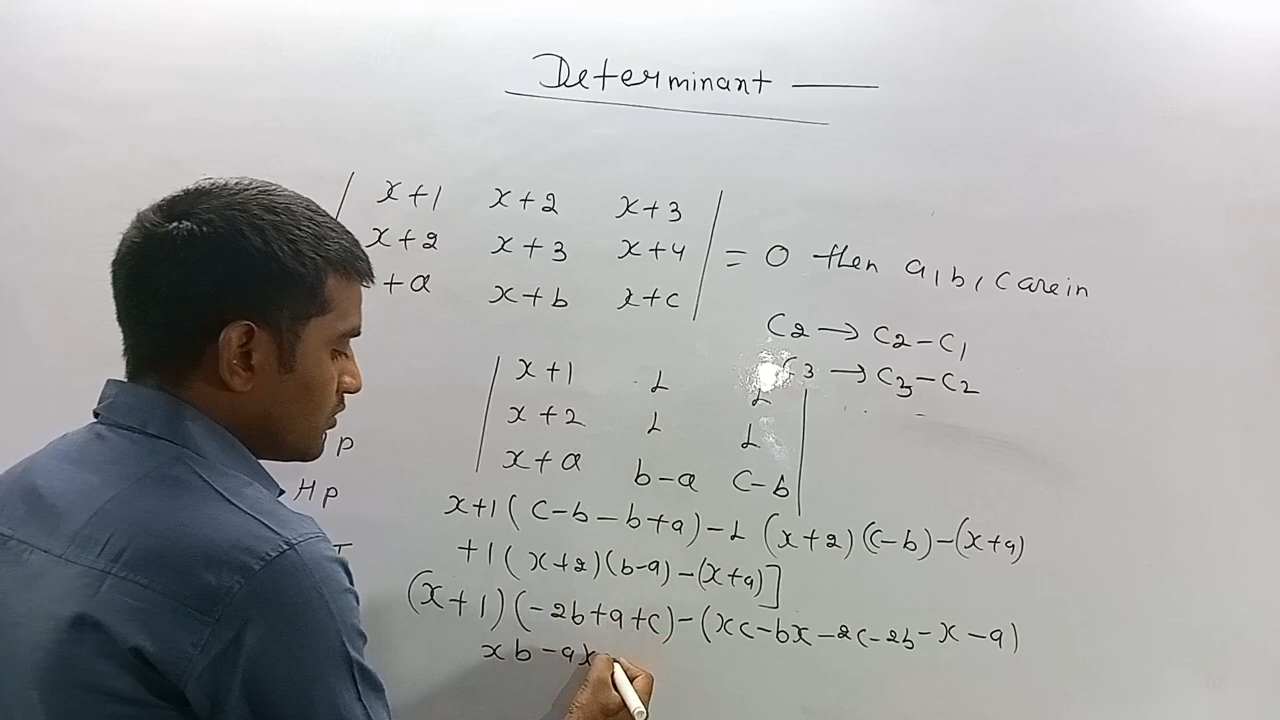 Determinant
x+1 x+2 x+3
x+2 x+3 x+4 = 0 then a, b, c are in
+a x+b x+c
C2 → C2-C1
C3 → C3-C2
x+1 1 1
x+2 1 1
x+a b-a c-b
P
HP
x+1(c-b-b+a)-1(x+2)(c-b)-(x+a)
+1(x+2)(b-a)-(x+a)]
(x+1)(-2b+a+c)-(xc-bx-2c-2b-x-a)
xb-ax